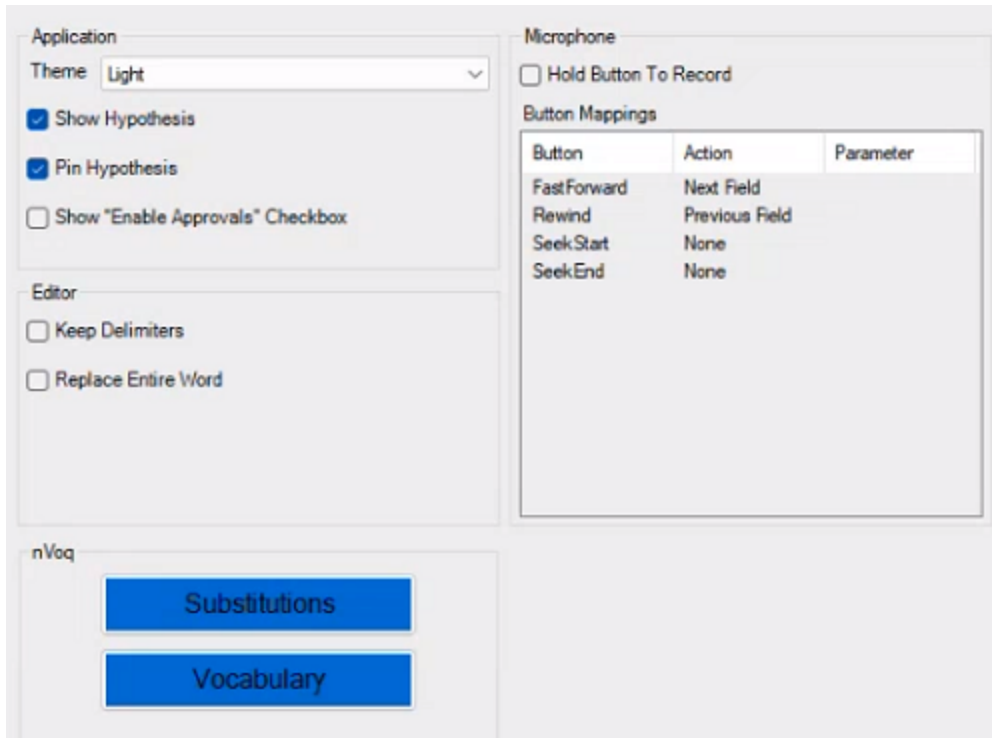 Application
Theme Light
Show Hypothesis
Pin Hypothesis
Show "Enable Approvals" Checkbox
Editor
Keep Delimiters
Replace Entire Word
nVoq
Substitutions
Vocabulary
Microphone
Hold Button To Record
Button Mappings
Button Action Parameter
FastForward Next Field
Rewind Previous Field
SeekStart None
SeekEnd None